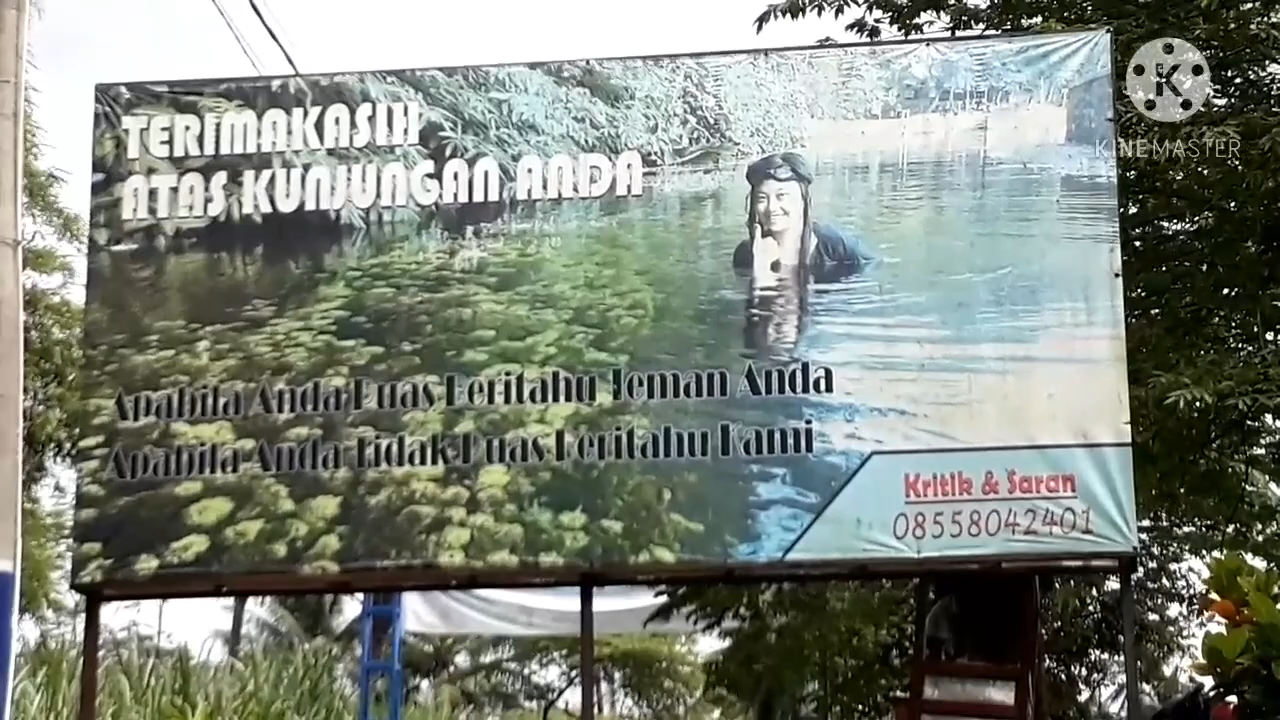 TERIMAKASIH
ATAS KUNJUNGAN ANDA
Apabila Anda Puas Beritahu Teman Anda
Apabila Anda Tidak Puas Beritahu Kami
Kritik & Saran
08558042401
K
KINEMASTER